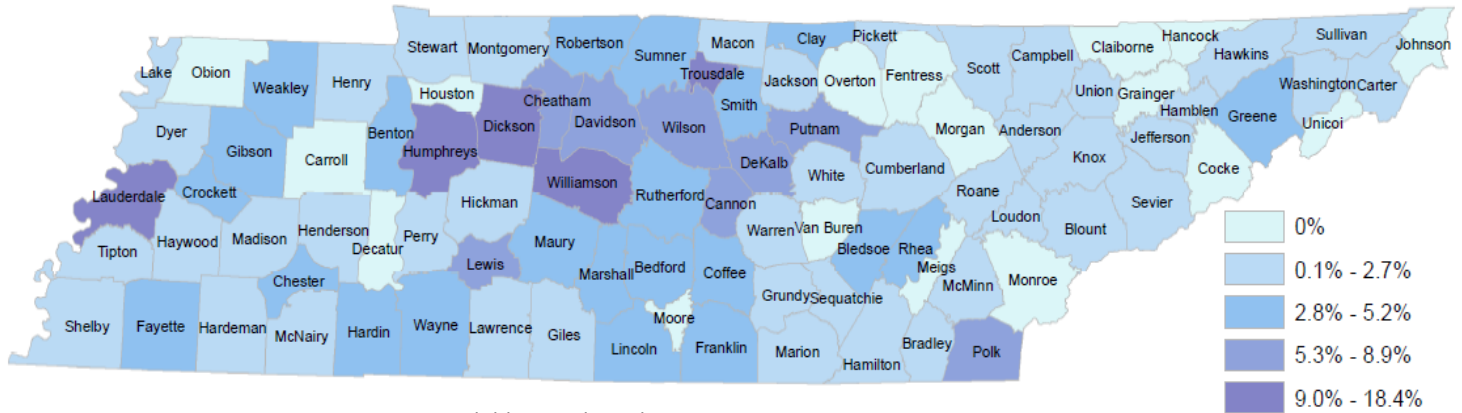 Stewart Montgomery Robertson Sumner Macon Clay Pickett Claiborne Hancock Hawkins Sullivan Johnson
Lake Obion Weakley Henry Houston Cheatham Trousdale Smith Jackson Overton Fentress Scott Campbell Union Grainger Hamblen Washington Carter
Dyer Gibson Carroll Benton Humphreys Dickson Davidson Wilson Putnam Morgan Anderson Knox Jefferson Greene Unicoi
Lauderdale Crockett Hickman Williamson Rutherford Cannon DeKalb White Cumberland Roane Loudon Blount Sevier Cocke
Tipton Haywood Madison Henderson Decatur Perry Lewis Maury Marshall Bedford Coffee Warren Van Buren Bledsoe Rhea Meigs McMinn Monroe
Shelby Fayette Hardeman Chester McNairy Hardin Wayne Lawrence Giles Lincoln Moore Franklin Grundy Sequatchie Marion Hamilton Bradley Polk
0%
0.1% - 2.7%
2.8% - 5.2%
5.3% - 8.9%
9.0% - 18.4%